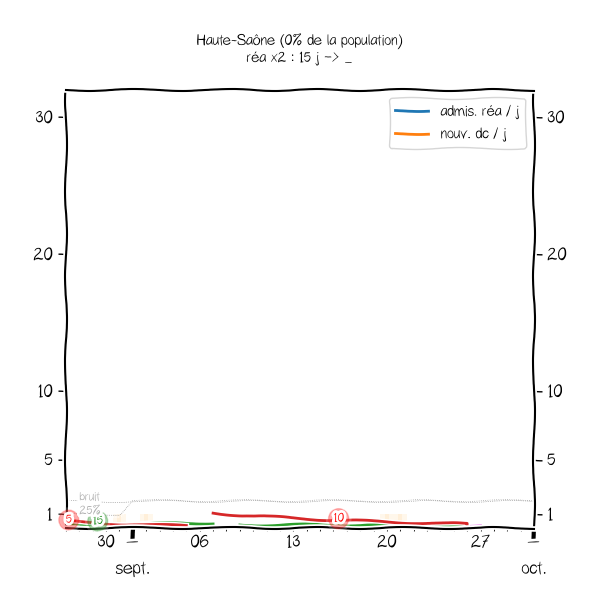 Haute-Saône (0% de la population)
réa x2 : 15 j -> _
admis. réa / j
nouv. dc / j
30 30
20 20
10 10
5 5
1 1
bruit
25%
5 15 10
30 06 13 20 27
sept. oct.